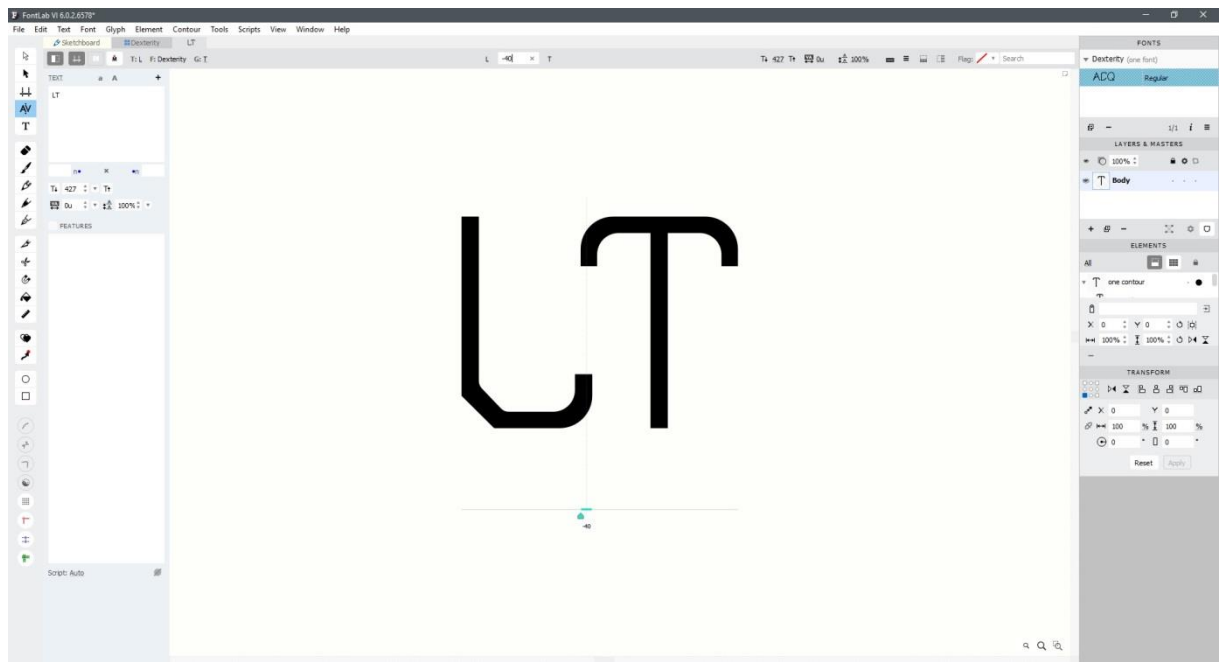 FontLab VI 6.0.2.6578*
File Edit Text Font Glyph Element Contour Tools Scripts View Window Help
Sketchboard Dexterity LT
T: L F: Dexterity G: T L -40 × T 427 0u 100% Flag: Search
TEXT a A +
LT
n × n
427
0u 100%
FEATURES
Script: Auto
LT
-40
FONTS
Dexterity (one font)
ADQ Regular
1/1 i
LAYERS & MASTERS
100%
T Body
+ -
ELEMENTS
All
T one contour
X 0 Y 0
100% 100%
TRANSFORM
X 0 Y 0
100 % 100 %
0 ° 0 °
Reset Apply